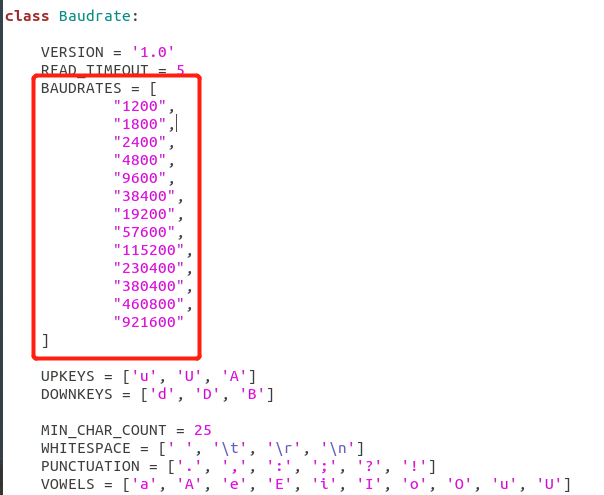 class Baudrate:
VERSION = '1.0'
READ_TIMEOUT = 5
BAUDRATES = [
"1200",
"1800",
"2400",
"4800",
"9600",
"38400",
"19200",
"57600",
"115200",
"230400",
"380400",
"460800",
"921600"
]
UPKEYS = ['u', 'U', 'A']
DOWNKEYS = ['d', 'D', 'B']
MIN_CHAR_COUNT = 25
WHITESPACE = [' ', '\t', '\r', '\n']
PUNCTUATION = ['.', ',', ':', ';', '?', '!']
VOWELS = ['a', 'A', 'e', 'E', 'i', 'I', 'o', 'O', 'u', 'U']